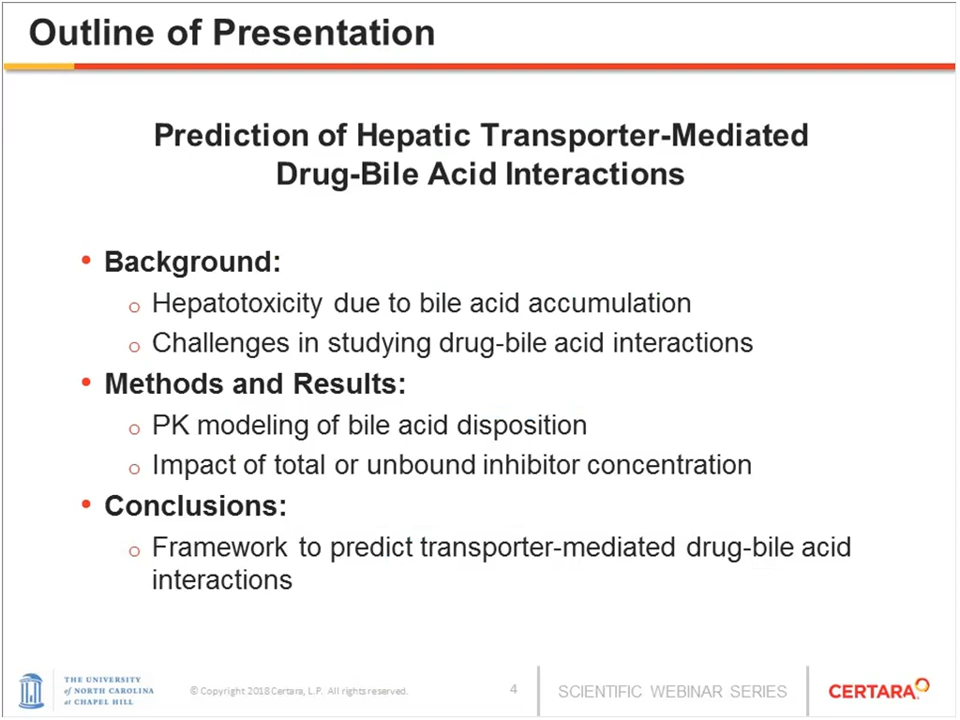 Outline of Presentation
Prediction of Hepatic Transporter-Mediated
Drug-Bile Acid Interactions
• Background:
o Hepatotoxicity due to bile acid accumulation
o Challenges in studying drug-bile acid interactions
• Methods and Results:
o PK modeling of bile acid disposition
o Impact of total or unbound inhibitor concentration
• Conclusions:
o Framework to predict transporter-mediated drug-bile acid
interactions
THE UNIVERSITY
of NORTH CAROLINA
at CHAPEL HILL
© Copyright 2018 Certara, L.P. All rights reserved.
4
SCIENTIFIC WEBINAR SERIES
CERTARA